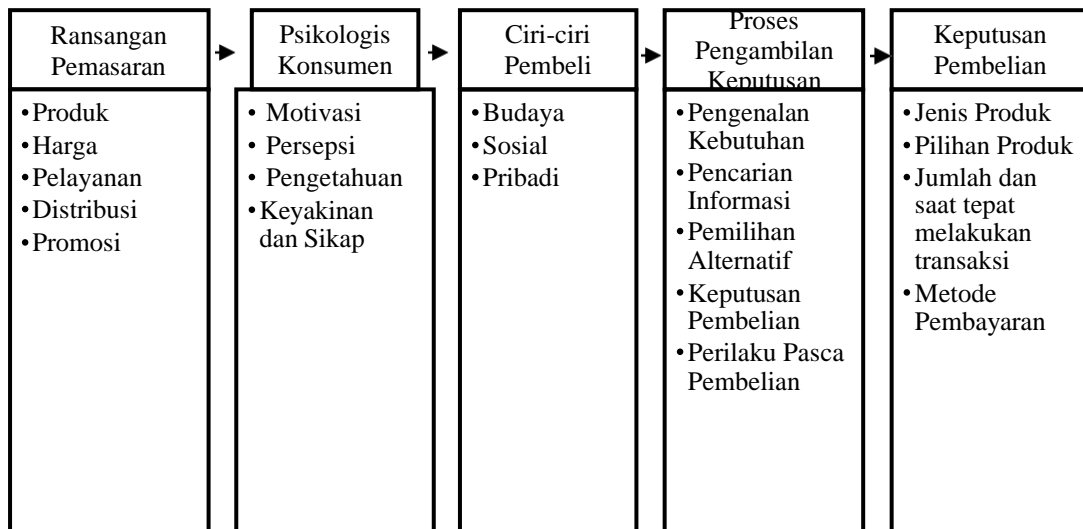 Ransangan
Pemasaran
Psikologis
Konsumen
Ciri-ciri
Pembeli
Proses
Pengambilan
Keputusan
Keputusan
Pembelian
•Produk
•Harga
•Pelayanan
•Distribusi
•Promosi
• Motivasi
• Persepsi
• Pengetahuan
•Keyakinan
dan Sikap
•Budaya
•Sosial
•Pribadi
•Pengenalan
Kebutuhan
•Pencarian
Informasi
•Pemilihan
Alternatif
•Keputusan
Pembelian
•Perilaku Pasca
Pembelian
•Jenis Produk
•Pilihan Produk
•Jumlah dan
saat tepat
melakukan
transaksi
•Metode
Pembayaran